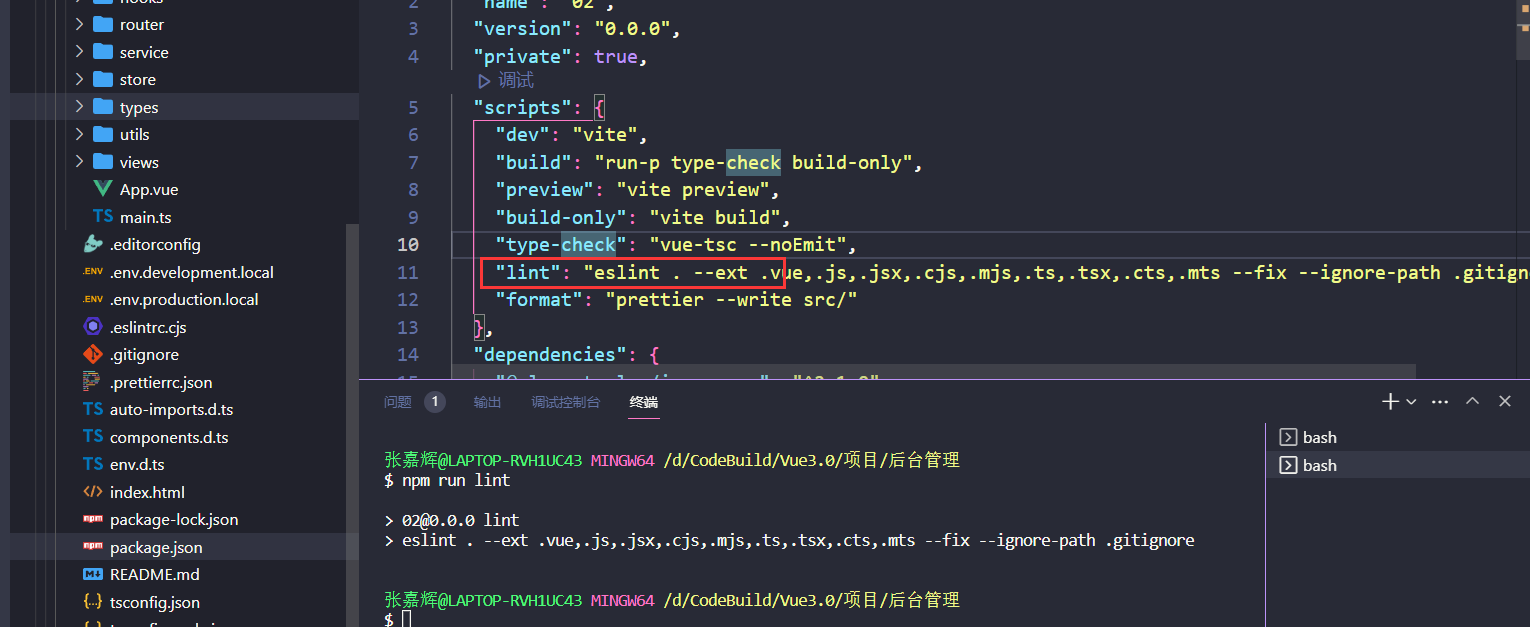 hooks
router
service
store
types
utils
views
App.vue
TS main.ts
.editorconfig
.ENV .env.development.local
.ENV .env.production.local
.eslintrc.cjs
.gitignore
.prettierrc.json
TS auto-imports.d.ts
TS components.d.ts
TS env.d.ts
</> index.html
npm package-lock.json
npm package.json
M↓ README.md
{..} tsconfig.json
2 "name": "02",
3 "version": "0.0.0",
4 "private": true,
调试
5 "scripts": {
6 "dev": "vite",
7 "build": "run-p type-check build-only",
8 "preview": "vite preview",
9 "build-only": "vite build",
10 "type-check": "vue-tsc --noEmit",
11 "lint": "eslint . --ext .vue,.js,.jsx,.cjs,.mjs,.ts,.tsx,.cts,.mts --fix --ignore-path .gitign
12 "format": "prettier --write src/"
13 },
14 "dependencies": {
问题 1 输出 调试控制台 终端
张嘉辉@LAPTOP-RVH1UC43 MINGW64 /d/CodeBuild/Vue3.0/项目/后台管理
$ npm run lint
> 02@0.0.0 lint
> eslint . --ext .vue,.js,.jsx,.cjs,.mjs,.ts,.tsx,.cts,.mts --fix --ignore-path .gitignore
张嘉辉@LAPTOP-RVH1UC43 MINGW64 /d/CodeBuild/Vue3.0/项目/后台管理
$
bash
bash